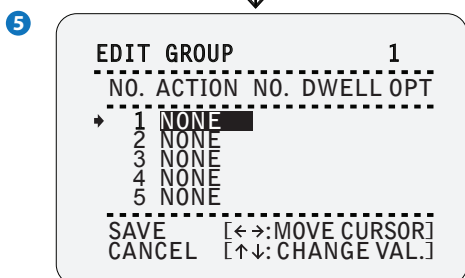 5
EDIT GROUP 1
NO. ACTION NO. DWELL OPT
1 NONE
2 NONE
3 NONE
4 NONE
5 NONE
SAVE [←→:MOVE CURSOR]
CANCEL [↑↓:CHANGE VAL.]